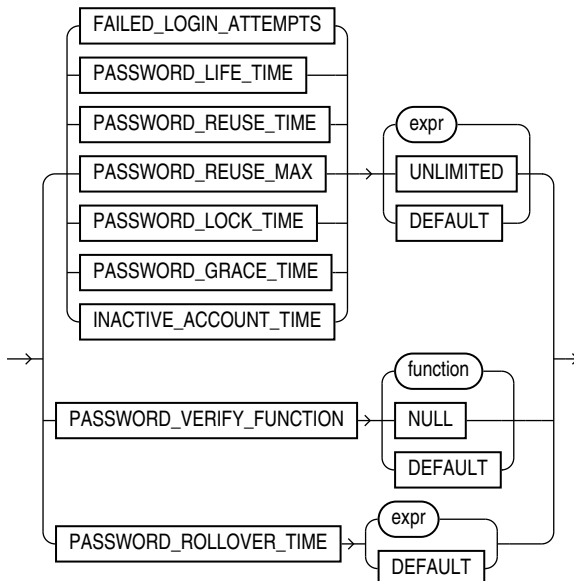 FAILED_LOGIN_ATTEMPTS
PASSWORD_LIFE_TIME
PASSWORD_REUSE_TIME
PASSWORD_REUSE_MAX
PASSWORD_LOCK_TIME
PASSWORD_GRACE_TIME
INACTIVE_ACCOUNT_TIME
expr
UNLIMITED
DEFAULT
PASSWORD_VERIFY_FUNCTION
function
NULL
DEFAULT
PASSWORD_ROLLOVER_TIME
expr
DEFAULT